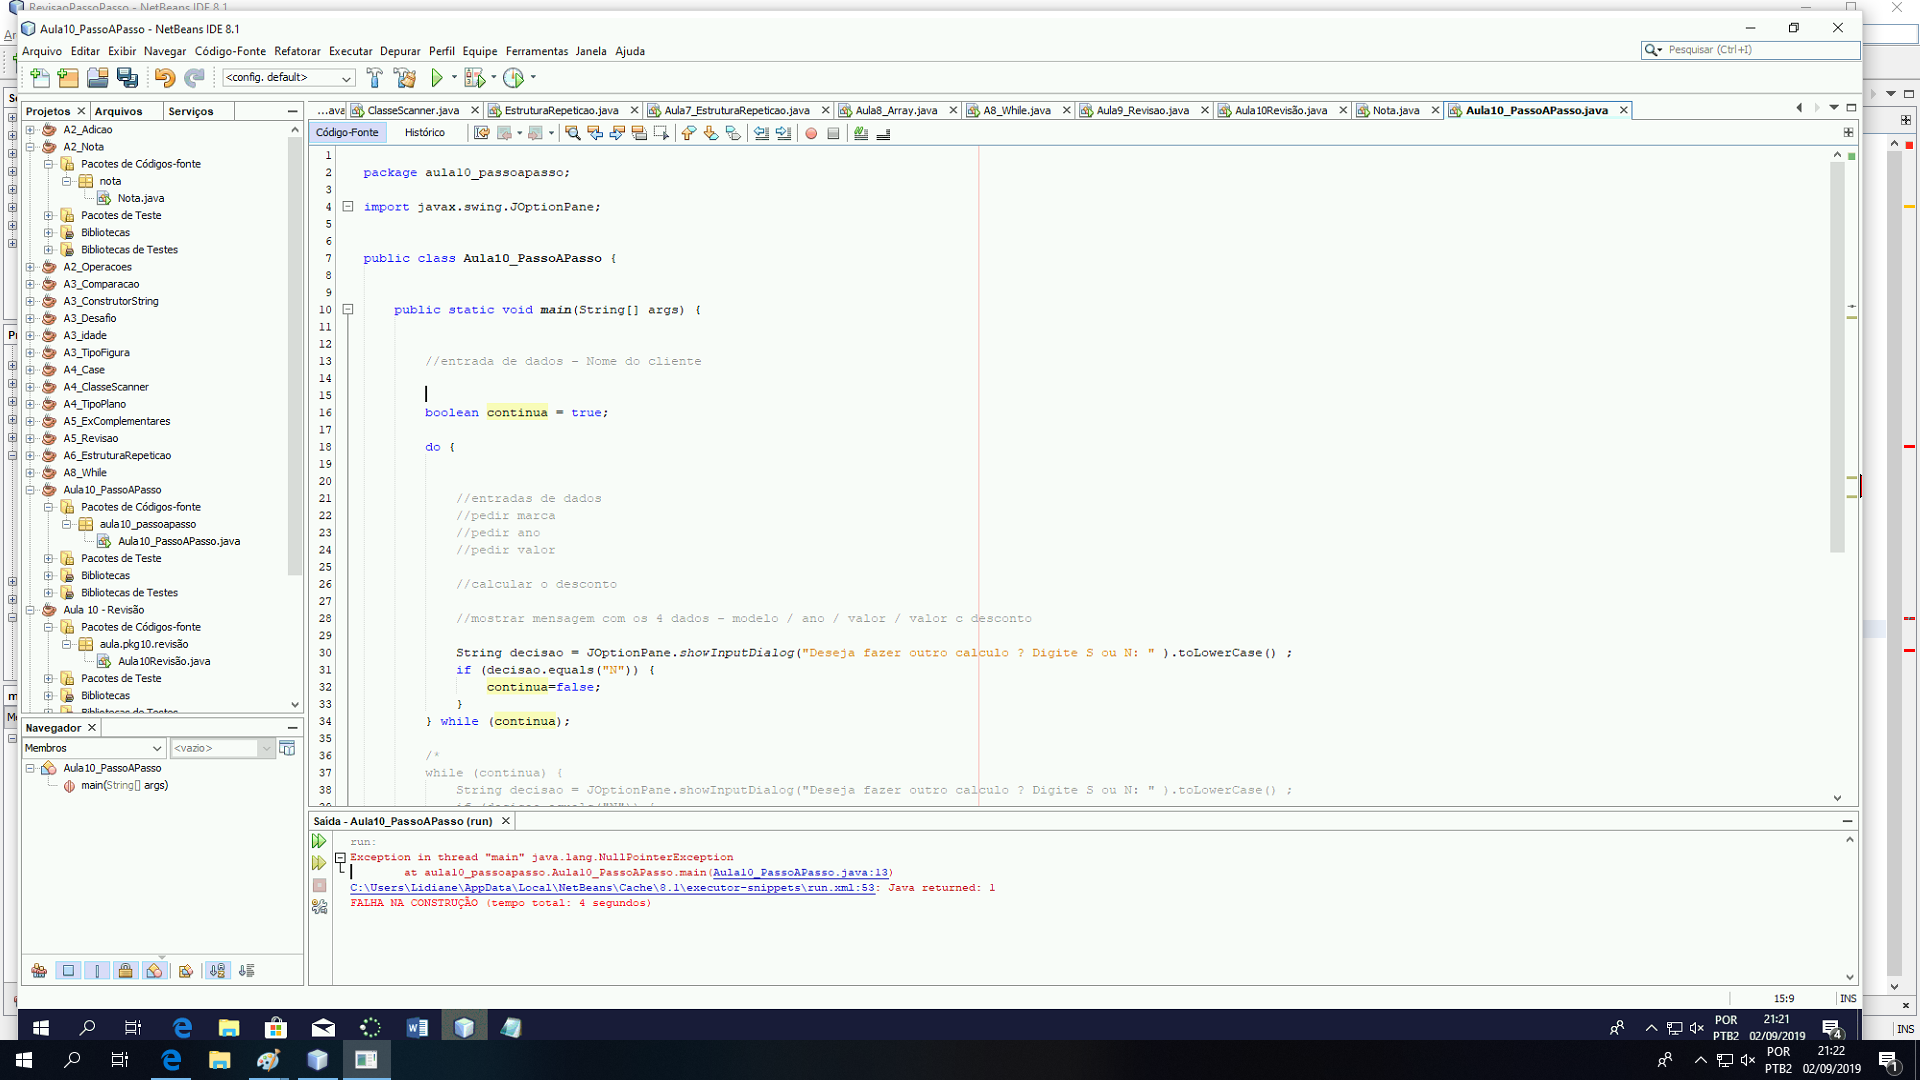 RevisaoPassoPasso - NetBeans IDE 8.1
Aula10_PassoAPasso - NetBeans IDE 8.1
Arquivo Editar Exibir Navegar Código-Fonte Refatorar Executar Depurar Perfil Equipe Ferramentas Janela Ajuda
Pesquisar (Ctrl+I)
<config. default>
Projetos Arquivos Serviços
...ava ClasseScanner.java EstruturaRepeticao.java Aula7_EstruturaRepeticao.java Aula8_Array.java A8_While.java Aula9_Revisao.java Aula10Revisão.java Nota.java Aula10_PassoAPasso.java
Código-Fonte Histórico
A2_Adicao
A2_Nota
Pacotes de Códigos-fonte
nota
Nota.java
Pacotes de Teste
Bibliotecas
Bibliotecas de Testes
A2_Operacoes
A3_Comparacao
A3_ConstrutorString
A3_Desafio
A3_idade
A3_TipoFigura
A4_Case
A4_ClasseScanner
A4_TipoPlano
A5_ExComplementares
A5_Revisao
A6_EstruturaRepeticao
A8_While
Aula10_PassoAPasso
Pacotes de Códigos-fonte
aula10_passoapasso
Aula10_PassoAPasso.java
Pacotes de Teste
Bibliotecas
Bibliotecas de Testes
Aula 10 - Revisão
Pacotes de Códigos-fonte
aula.pkg10.revisão
Aula10Revisão.java
Pacotes de Teste
Bibliotecas
Bibliotecas de Testes
1
2 package aula10_passoapasso;
3
4 import javax.swing.JOptionPane;
5
6
7 public class Aula10_PassoAPasso {
8
9
10 public static void main(String[] args) {
11
12
13 //entrada de dados - Nome do cliente
14
15
16 boolean continua = true;
17
18 do {
19
20
21 //entradas de dados
22 //pedir marca
23 //pedir ano
24 //pedir valor
25
26 //calcular o desconto
27
28 //mostrar mensagem com os 4 dados - modelo / ano / valor / valor c desconto
29
30 String decisao = JOptionPane.showInputDialog("Deseja fazer outro calculo ? Digite S ou N: " ).toLowerCase() ;
31 if (decisao.equals("N")) {
32 continua=false;
33 }
34 } while (continua);
35
36 /*
37 while (continua) {
38 String decisao = JOptionPane.showInputDialog("Deseja fazer outro calculo ? Digite S ou N: " ).toLowerCase() ;
39 if (decisao.equals("N")) {
Navegador
Membros <vazio>
Aula10_PassoAPasso
main(String[] args)
Saída - Aula10_PassoAPasso (run)
run:
Exception in thread "main" java.lang.NullPointerException
at aula10_passoapasso.Aula10_PassoAPasso.main(Aula10_PassoAPasso.java:13)
C:\Users\Lidiane\AppData\Local\NetBeans\Cache\8.1\executor-snippets\run.xml:53: Java returned: 1
FALHA NA CONSTRUÇÃO (tempo total: 4 segundos)
15:9 INS
POR
PTB2
21:21
02/09/2019
4
INS
POR
PTB2
21:22
02/09/2019
1